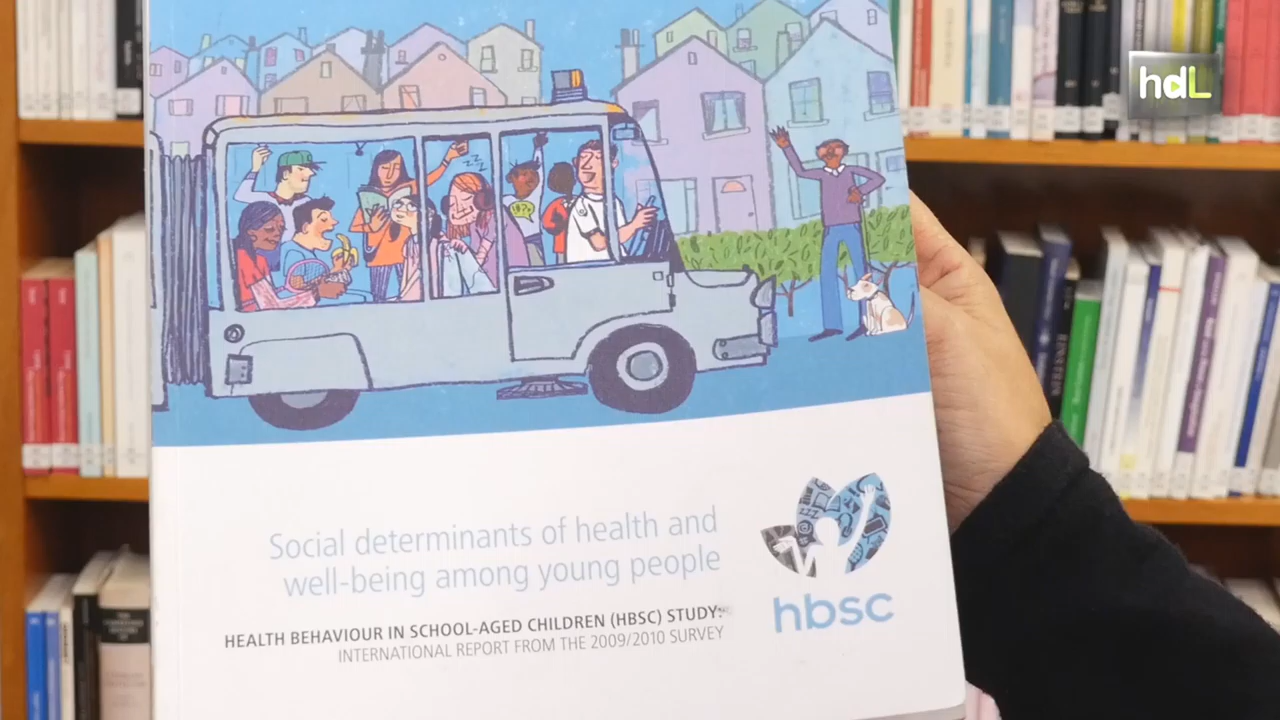 hdL
zzz
Social determinants of health and
well-being among young people
HEALTH BEHAVIOUR IN SCHOOL-AGED CHILDREN (HBSC) STUDY:
INTERNATIONAL REPORT FROM THE 2009/2010 SURVEY
hbsc